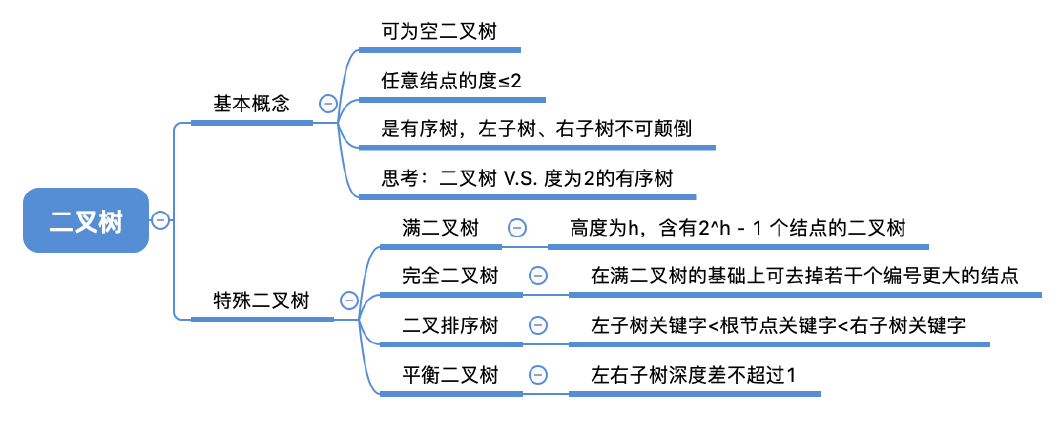 二叉树
基本概念
可为空二叉树
任意结点的度≤2
是有序树，左子树、右子树不可颠倒
思考：二叉树 V.S. 度为2的有序树
特殊二叉树
满二叉树
高度为h，含有2^h - 1 个结点的二叉树
完全二叉树
在满二叉树的基础上可去掉若干个编号更大的结点
二叉排序树
左子树关键字<根节点关键字<右子树关键字
平衡二叉树
左右子树深度差不超过1